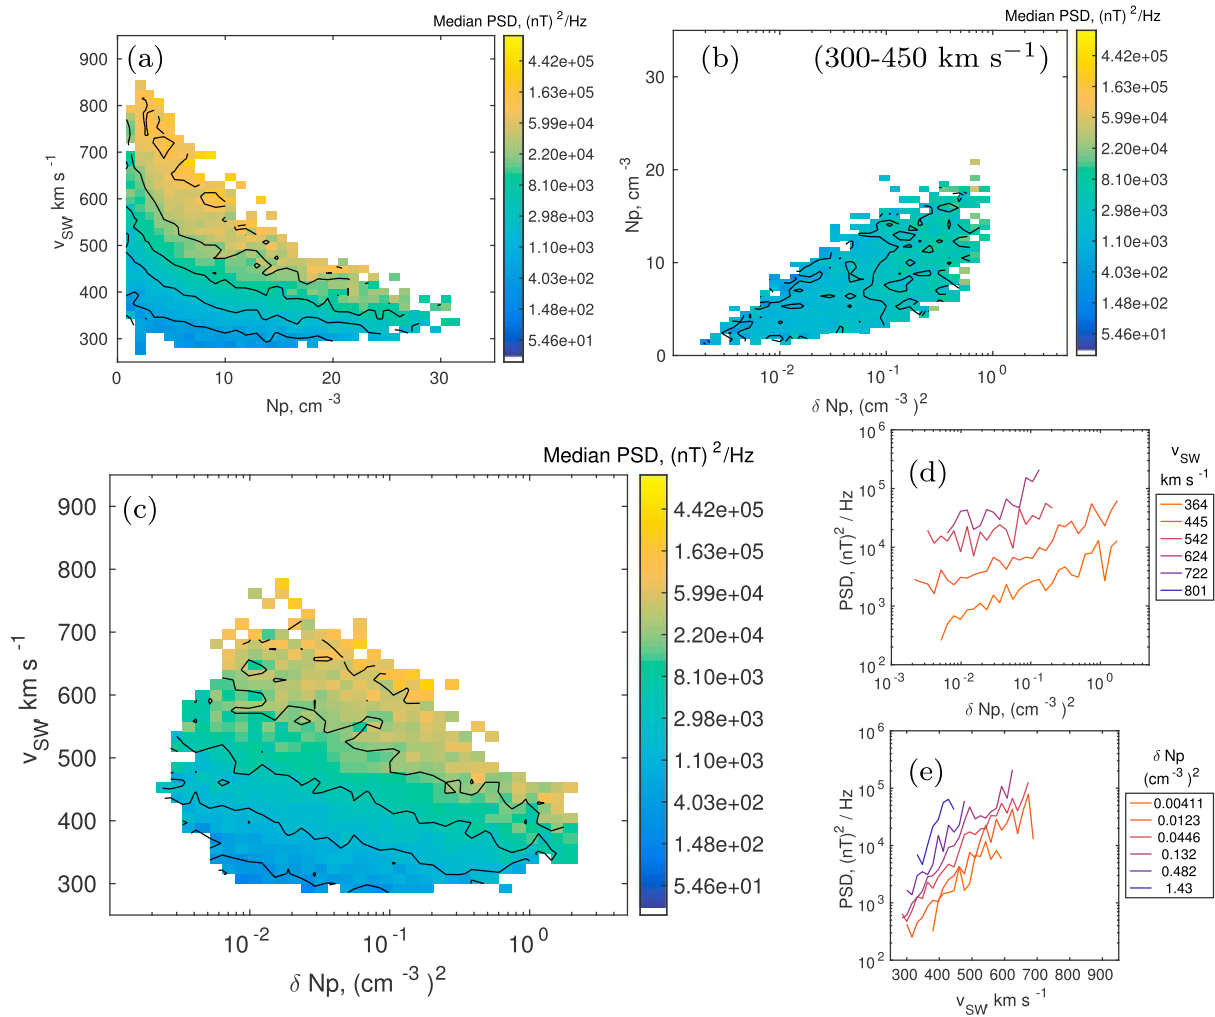 Median PSD, (nT)²/Hz
(a)
900
800
700
600
500
400
300
v_SW, km s⁻¹
0 10 20 30
Np, cm⁻³
4.42e+05
1.63e+05
5.99e+04
2.20e+04
8.10e+03
2.98e+03
1.10e+03
4.03e+02
1.48e+02
5.46e+01
Median PSD, (nT)²/Hz
(b) (300-450 km s⁻¹)
30
20
10
0
Np, cm⁻³
10⁻² 10⁻¹ 10⁰
δ Np, (cm⁻³)²
4.42e+05
1.63e+05
5.99e+04
2.20e+04
8.10e+03
2.98e+03
1.10e+03
4.03e+02
1.48e+02
5.46e+01
Median PSD, (nT)²/Hz
(c)
900
800
700
600
500
400
300
v_SW, km s⁻¹
10⁻² 10⁻¹ 10⁰
δ Np, (cm⁻³)²
4.42e+05
1.63e+05
5.99e+04
2.20e+04
8.10e+03
2.98e+03
1.10e+03
4.03e+02
1.48e+02
5.46e+01
(d)
10⁶
10⁵
10⁴
10³
10²
PSD, (nT)² / Hz
10⁻³ 10⁻² 10⁻¹ 10⁰
δ Np, (cm⁻³)²
v_SW
km s⁻¹
364
445
542
624
722
801
(e)
10⁶
10⁵
10⁴
10³
10²
PSD, (nT)² / Hz
300 400 500 600 700 800 900
v_SW, km s⁻¹
δ Np
(cm⁻³)²
0.00411
0.0123
0.0446
0.132
0.482
1.43